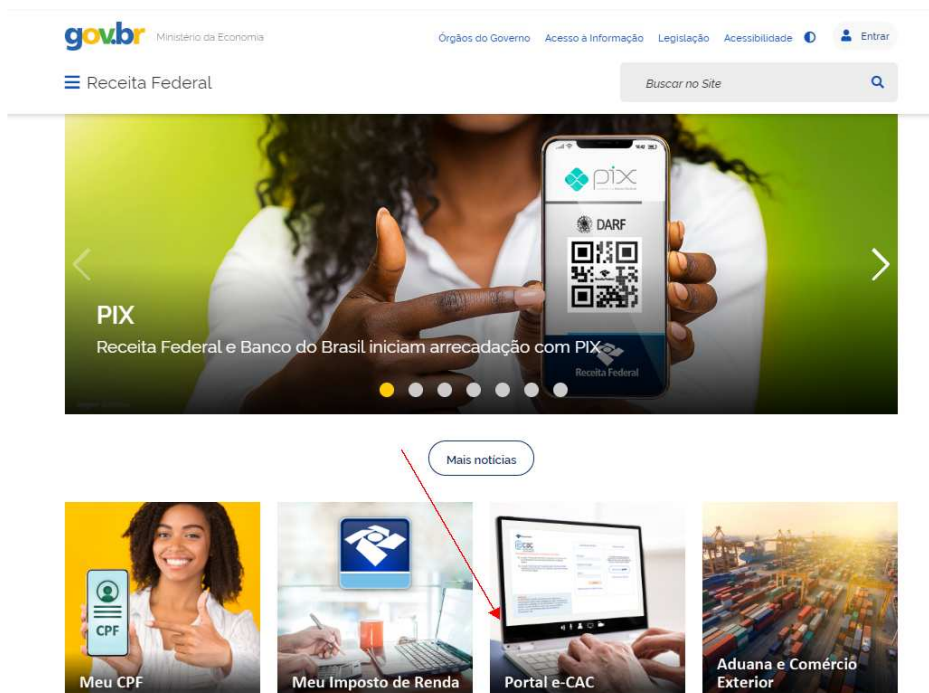 gov.br Ministério da Economia Órgãos do Governo Acesso à Informação Legislação Acessibilidade Entrar
Receita Federal Buscar no Site
pix
DARF
PIX
Receita Federal e Banco do Brasil iniciam arrecadação com PIX
Receita Federal
Mais notícias
CPF
Meu CPF
Meu Imposto de Renda
Portal e-CAC
Aduana e Comércio
Exterior